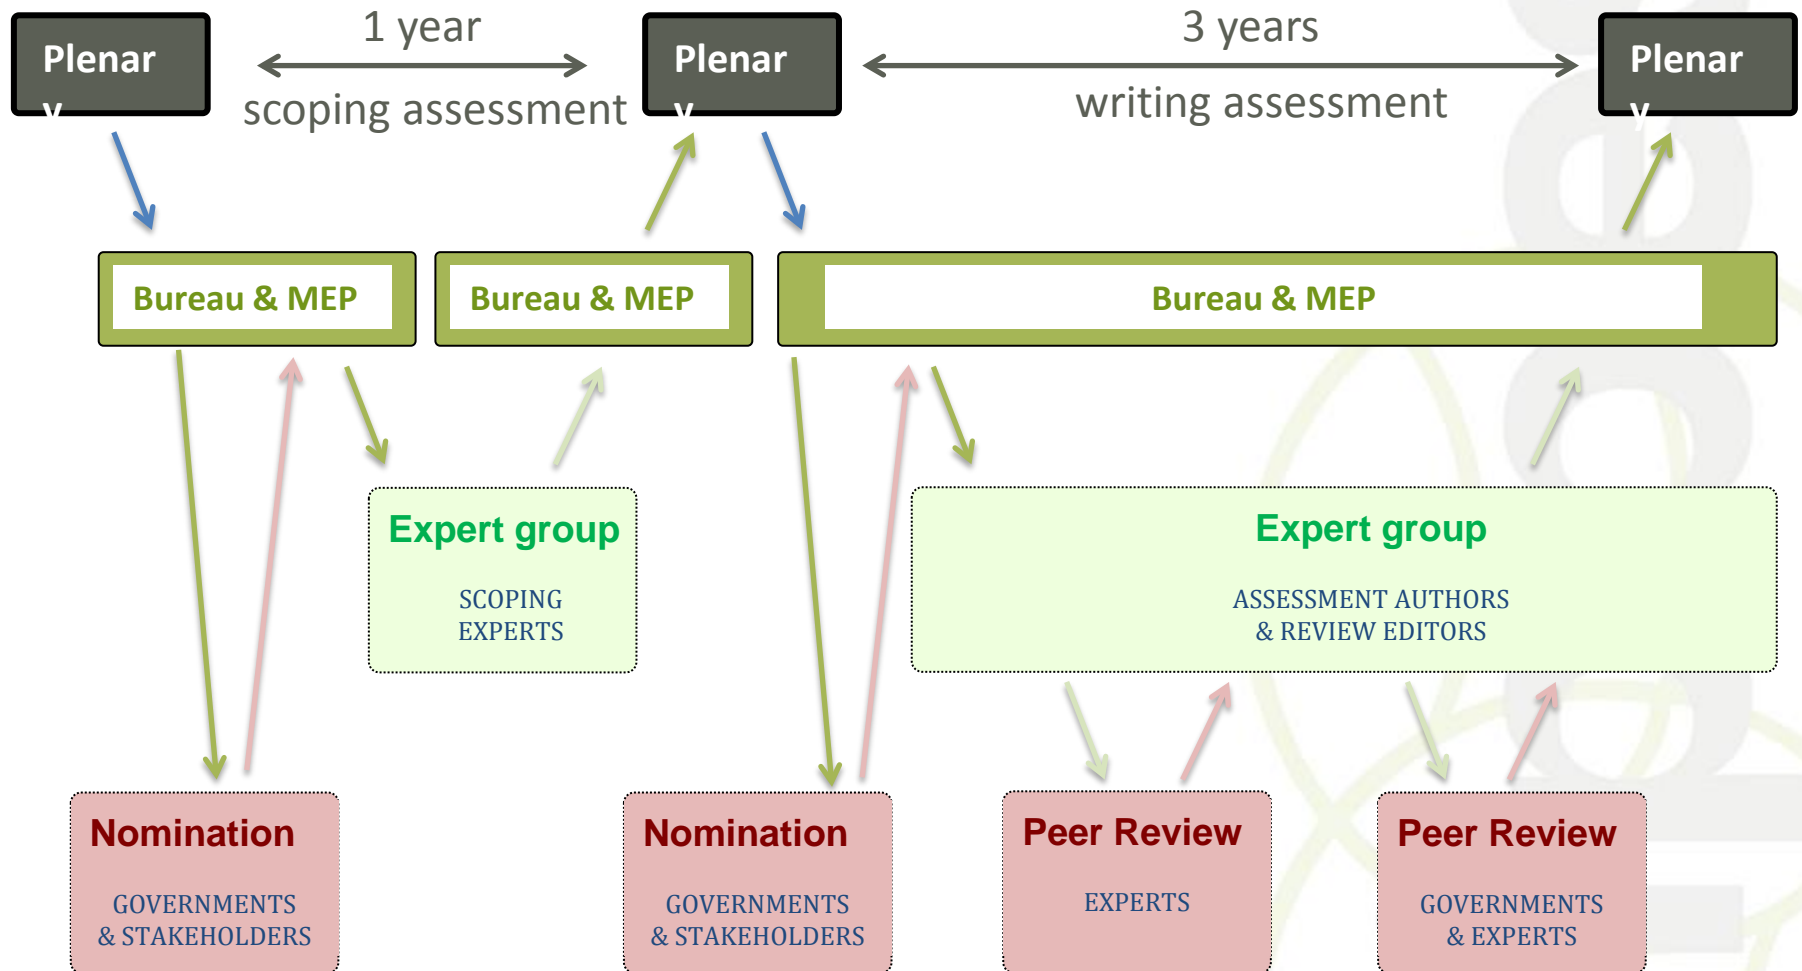 Plenar
y
1 year
scoping assessment
Plenar
y
3 years
writing assessment
Plenar
y
Bureau & MEP
Bureau & MEP
Bureau & MEP
Expert group
SCOPING
EXPERTS
Expert group
ASSESSMENT AUTHORS
& REVIEW EDITORS
Nomination
GOVERNMENTS
& STAKEHOLDERS
Nomination
GOVERNMENTS
& STAKEHOLDERS
Peer Review
EXPERTS
Peer Review
GOVERNMENTS
& EXPERTS